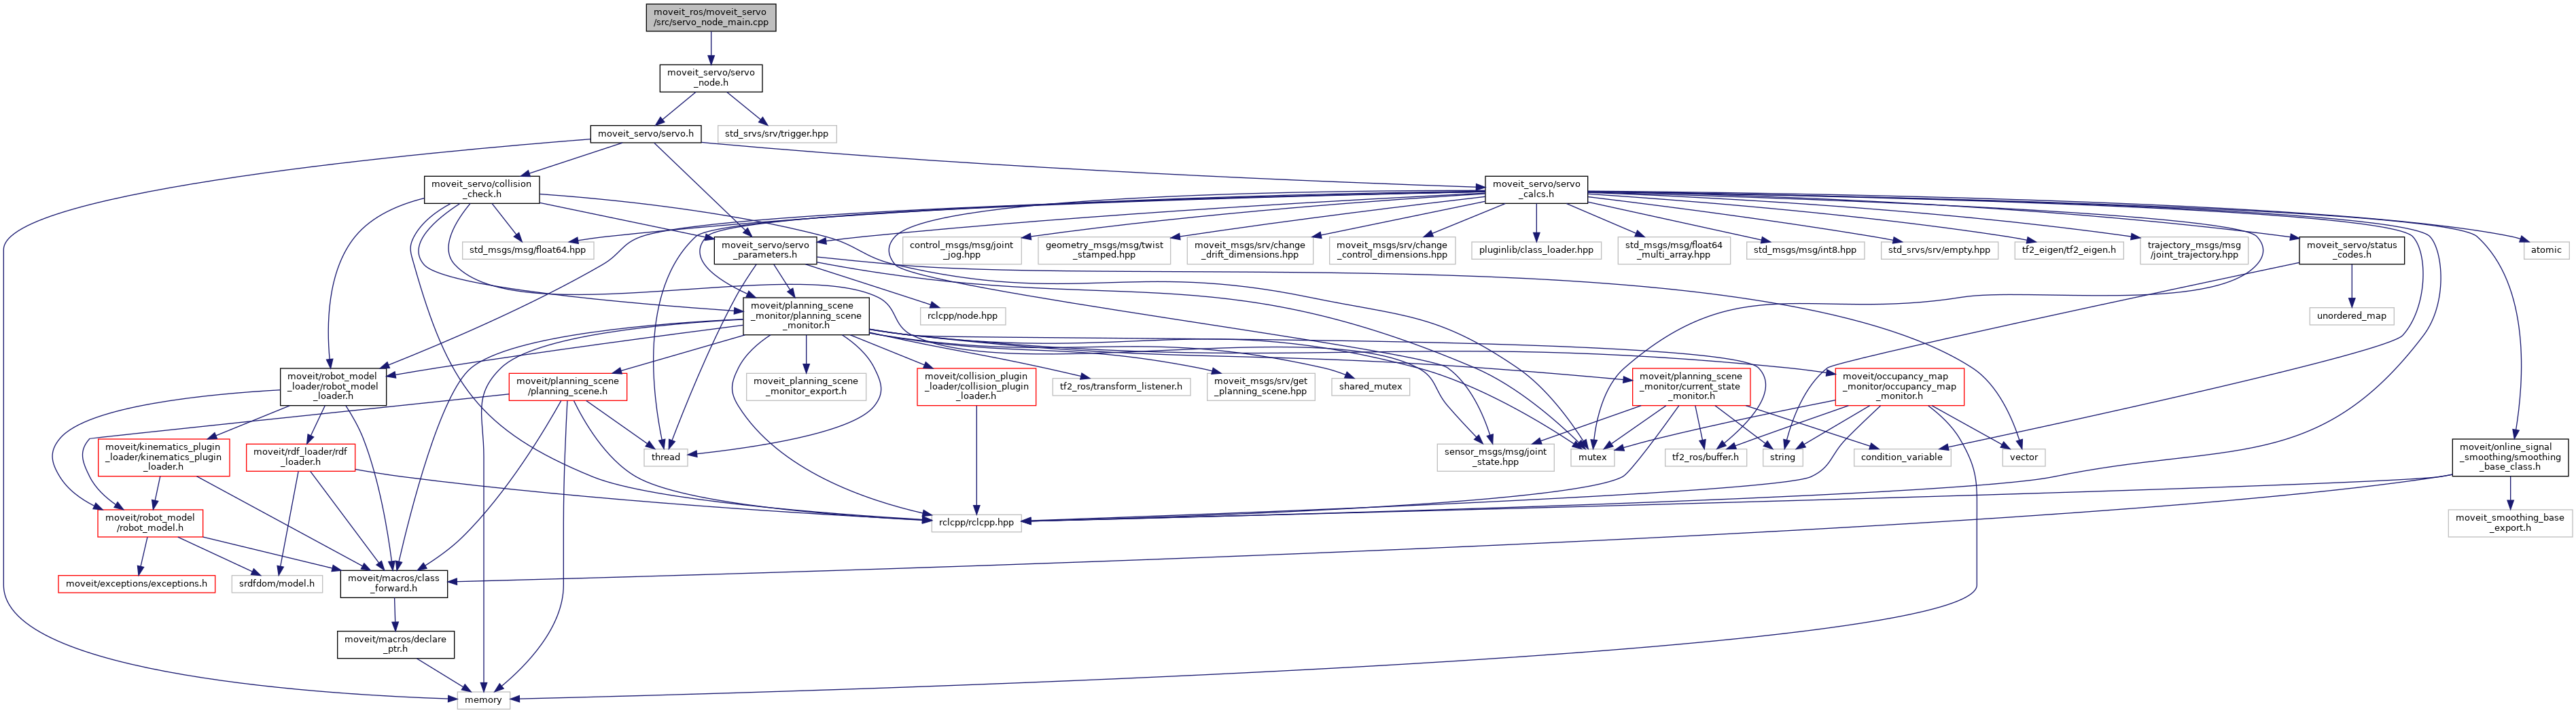 moveit_ros/moveit_servo
/src/servo_node_main.cpp
moveit_servo/servo
_node.h
moveit_servo/servo.h
std_srvs/srv/trigger.hpp
moveit_servo/collision
_check.h
moveit_servo/servo
_calcs.h
std_msgs/msg/float64.hpp
moveit_servo/servo
_parameters.h
control_msgs/msg/joint
_jog.hpp
geometry_msgs/msg/twist
_stamped.hpp
moveit_msgs/srv/change
_drift_dimensions.hpp
moveit_msgs/srv/change
_control_dimensions.hpp
pluginlib/class_loader.hpp
std_msgs/msg/float64
_multi_array.hpp
std_msgs/msg/int8.hpp
std_srvs/srv/empty.hpp
tf2_eigen/tf2_eigen.h
trajectory_msgs/msg
/joint_trajectory.hpp
moveit_servo/status
_codes.h
atomic
moveit/planning_scene
_monitor/planning_scene
_monitor.h
rclcpp/node.hpp
unordered_map
moveit/robot_model
_loader/robot_model
_loader.h
moveit/planning_scene
/planning_scene.h
moveit_planning_scene
_monitor_export.h
moveit/collision_plugin
_loader/collision_plugin
_loader.h
tf2_ros/transform_listener.h
moveit_msgs/srv/get
_planning_scene.hpp
shared_mutex
moveit/planning_scene
_monitor/current_state
_monitor.h
moveit/occupancy_map
_monitor/occupancy_map
_monitor.h
moveit/kinematics_plugin
_loader/kinematics_plugin
_loader.h
moveit/rdf_loader/rdf
_loader.h
thread
sensor_msgs/msg/joint
_state.hpp
mutex
tf2_ros/buffer.h
string
condition_variable
vector
moveit/online_signal
_smoothing/smoothing
_base_class.h
moveit/robot_model
/robot_model.h
rclcpp/rclcpp.hpp
moveit_smoothing_base
_export.h
moveit/exceptions/exceptions.h
srdfdom/model.h
moveit/macros/class
_forward.h
moveit/macros/declare
_ptr.h
memory